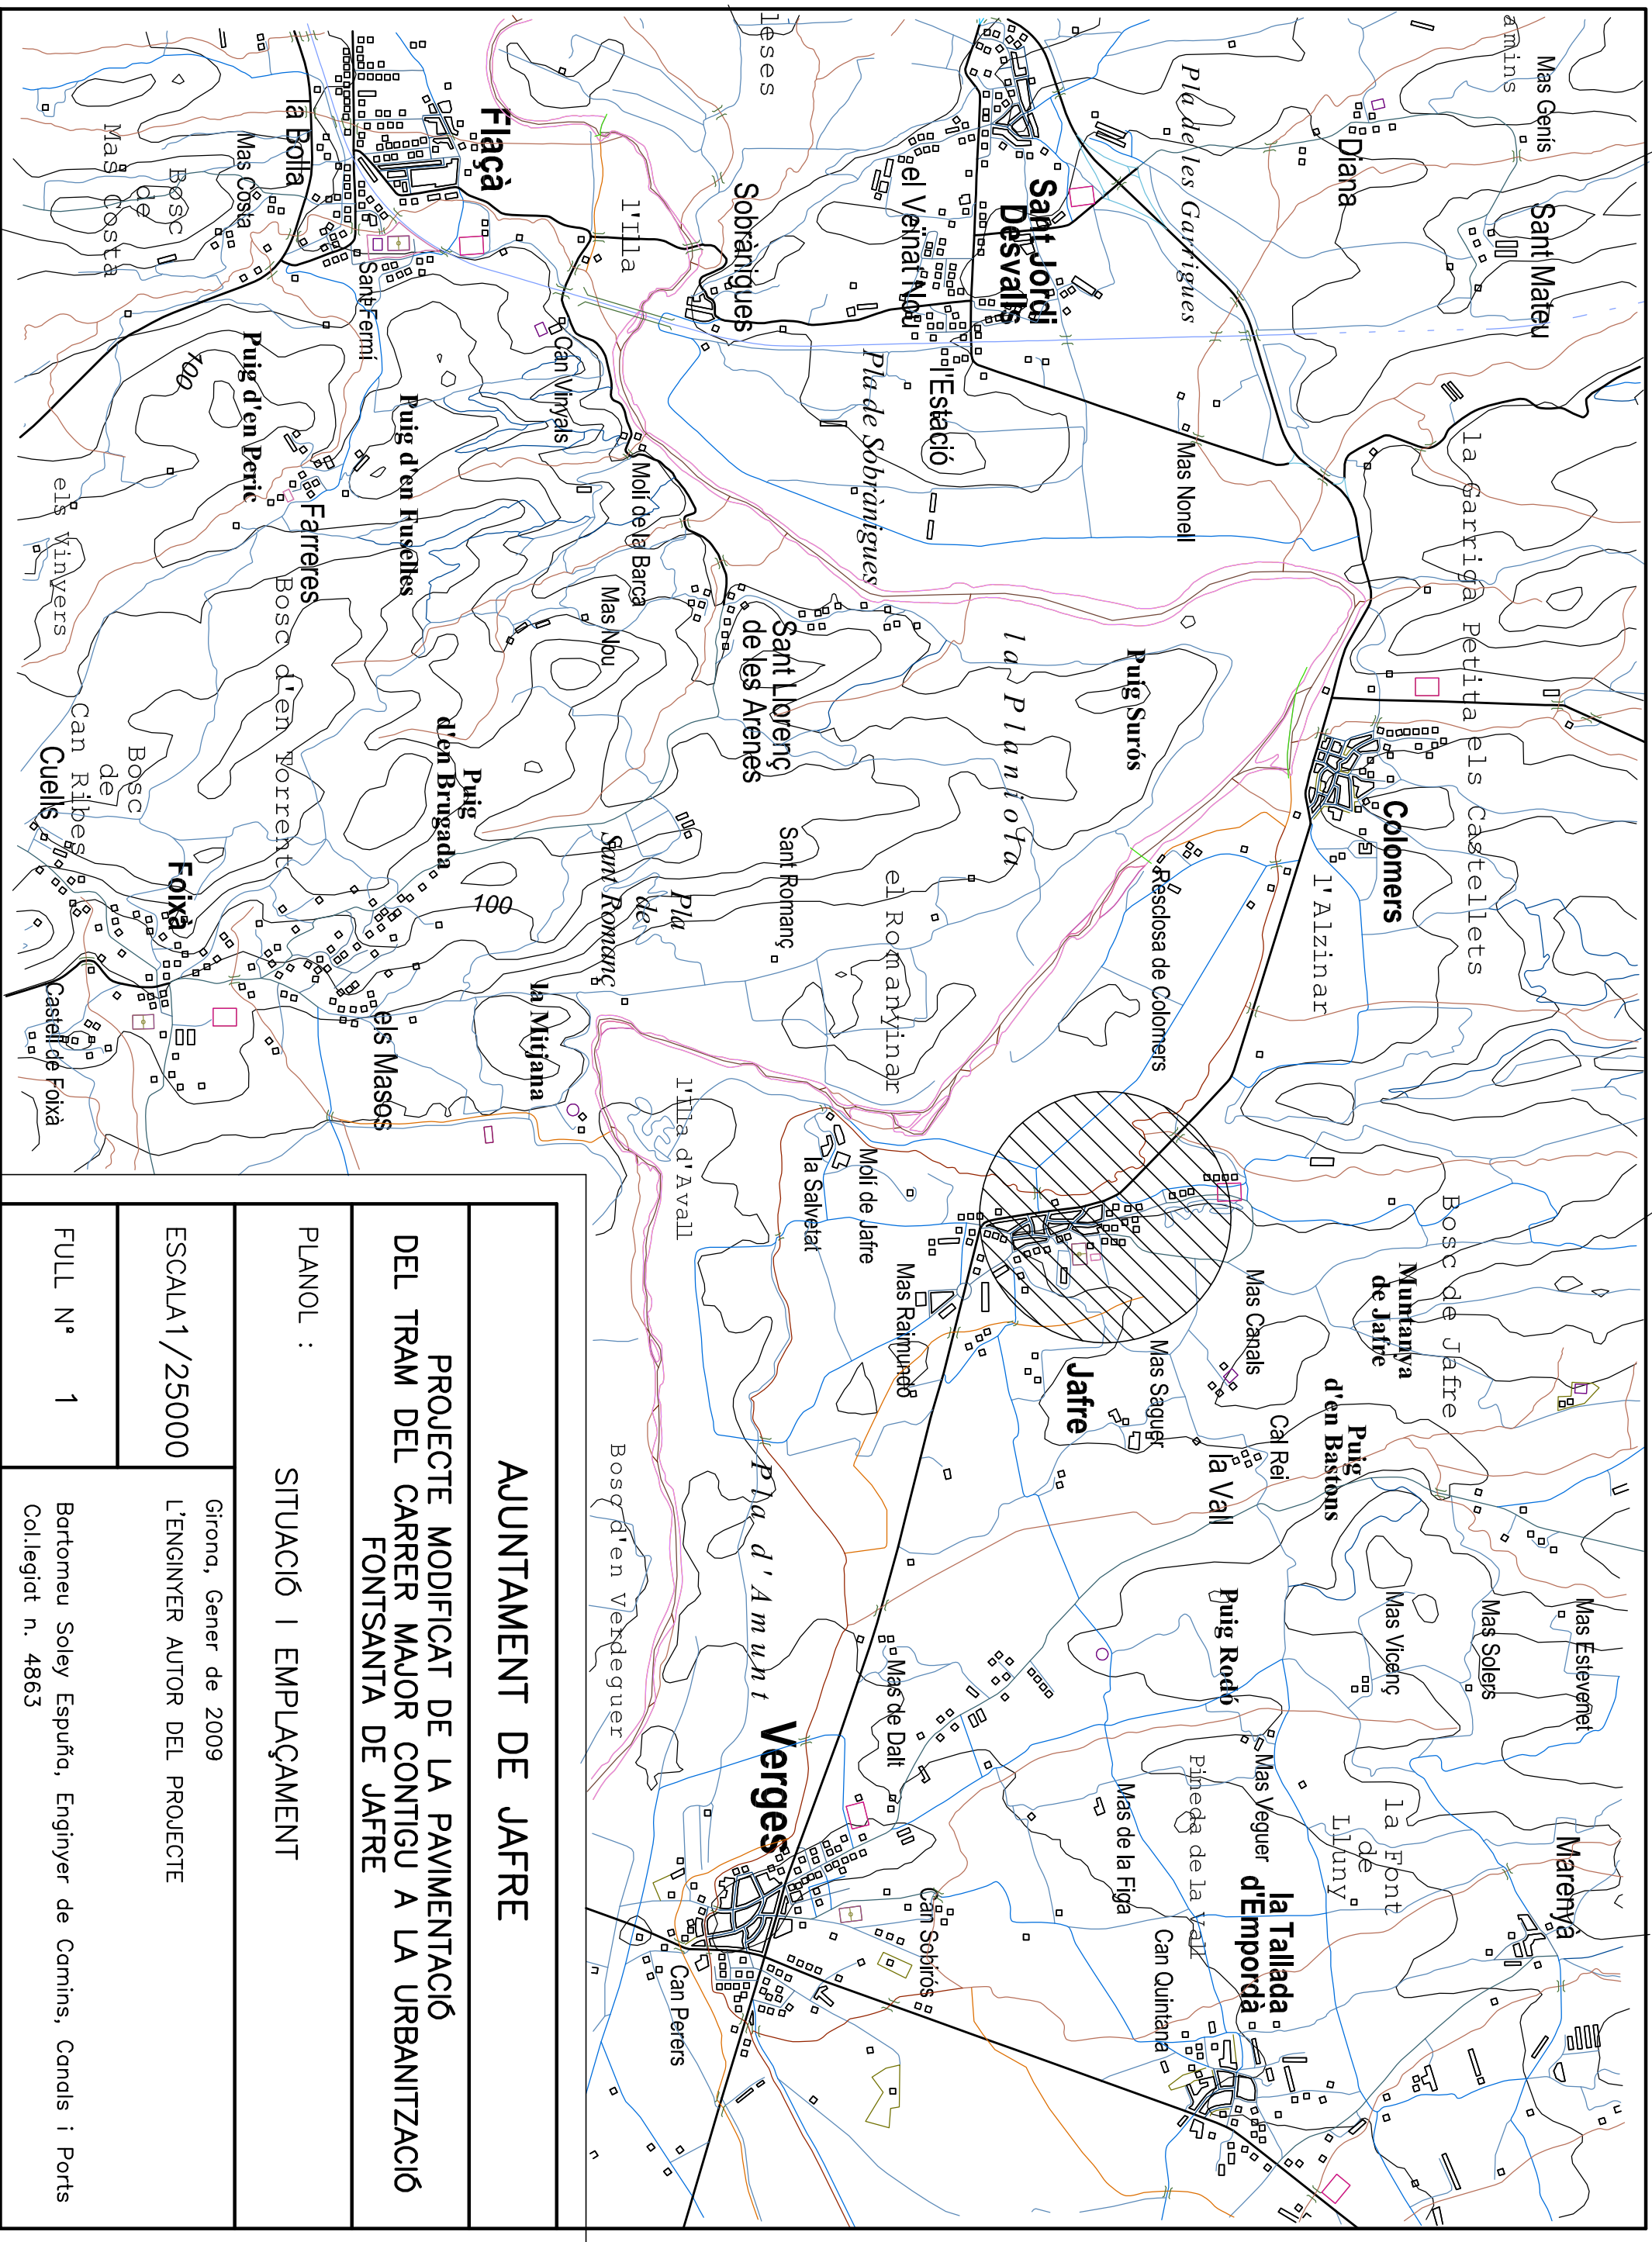 amins
Mas Genís
Sant Mateu
Diana
la Garriga Petita
els Castellets
Bosc de Jafre
Muntanya
de Jafre
Puig
d'en Bastons
Mas Estevenet
Mas Solers
Mas Vicenç
Marenyà
la Font
de
Lluny
Pla de les Garrigues
Mas Nonell
Colomers
l'Alzinar
Mas Canals
Cal Rei
la Vall
Mas Saguer
Jafre
Puig Rodó
Mas Veguer
Pineda de la Vall
Mas de la Figa
la Tallada
d'Empordà
Can Quintana
Sant Jordi
Desvalls
el Veïnat Nou
l'Estació
Pla de Sobrànigues
Puig Surós
la Planiola
Resclosa de Colomers
el Romanyinar
Mas Raimundo
Molí de Jafre
la Salvetat
Mas de Dalt
Can Sobirós
leses
Sobrànigues
l'Illa
Sant Llorenç
de les Arenes
Sant Romanç
Pla
de
Sant Romanç
l'Illa d'Avall
Pla d'Amunt
Verges
Can Perers
Bosc d'en Verdeguer
Flaçà
la Bolla
Sant Fermí
Can Vinyals
Molí de la Barca
Mas Nou
la Mitjana
Mas Costa
Bosc
de
Mas Costa
Puig d'en Fuselles
Puig d'en Peric
100
Farreres
Puig
d'en Brugada
100
els Masos
Bosc d'en Torrent
els Vinyers
Bosc
de
Can Ribes
Cuells
Foixà
Castell de Foixà
AJUNTAMENT DE JAFRE
PROJECTE MODIFICAT DE LA PAVIMENTACIÓ
DEL TRAM DEL CARRER MAJOR CONTIGU A LA URBANITZACIÓ
FONTSANTA DE JAFRE
PLANOL :
SITUACIÓ I EMPLAÇAMENT
ESCALA1/25000
FULL Nº 1
Girona, Gener de 2009
L'ENGINYER AUTOR DEL PROJECTE
Bartomeu Soley Espuña, Enginyer de Camins, Canals i Ports
Col.legiat n. 4863